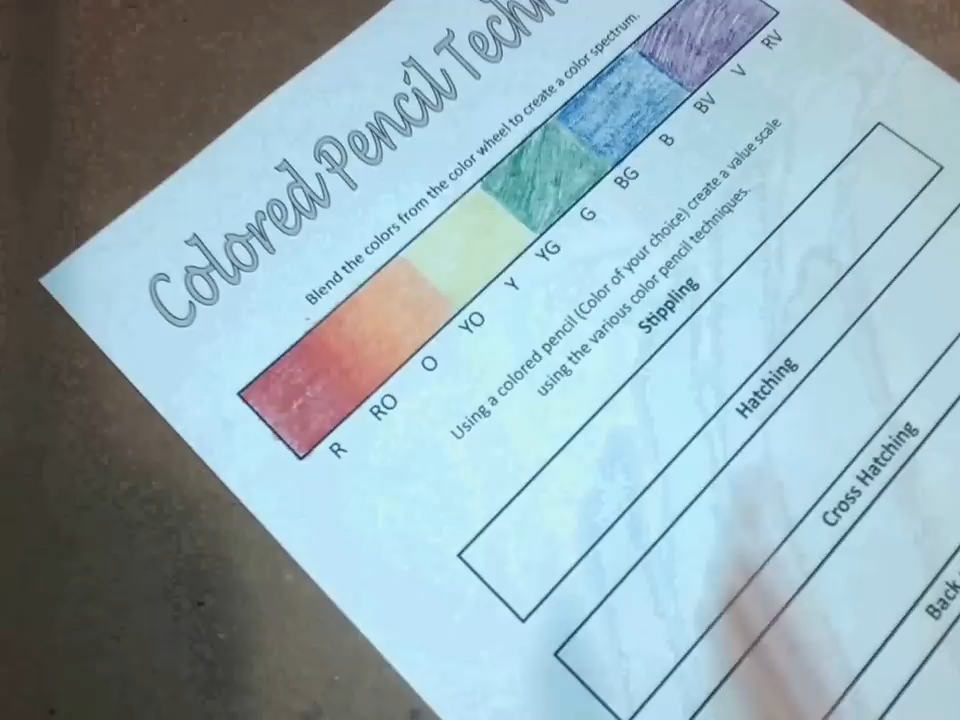 Colored Pencil Techn
Blend the colors from the color wheel to create a color spectrum.
R RO O YO Y YG G BG B BV V RV
Using a colored pencil (Color of your choice) create a value scale
using the various color pencil techniques.
Stippling
Hatching
Cross Hatching
Back